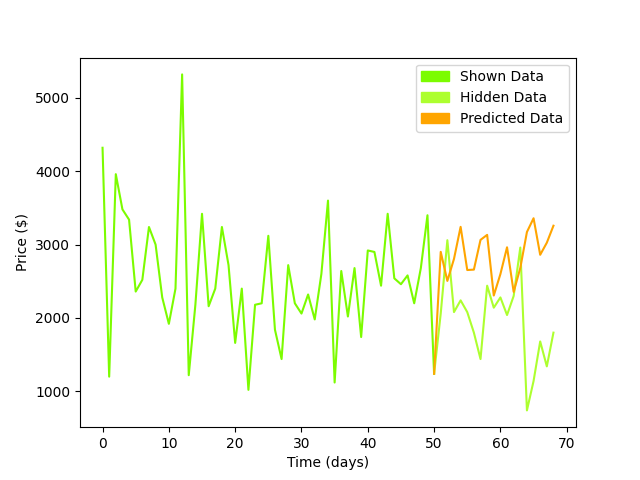 Shown Data
Hidden Data
Predicted Data
5000
4000
3000
2000
1000
Price ($)
0 10 20 30 40 50 60 70
Time (days)